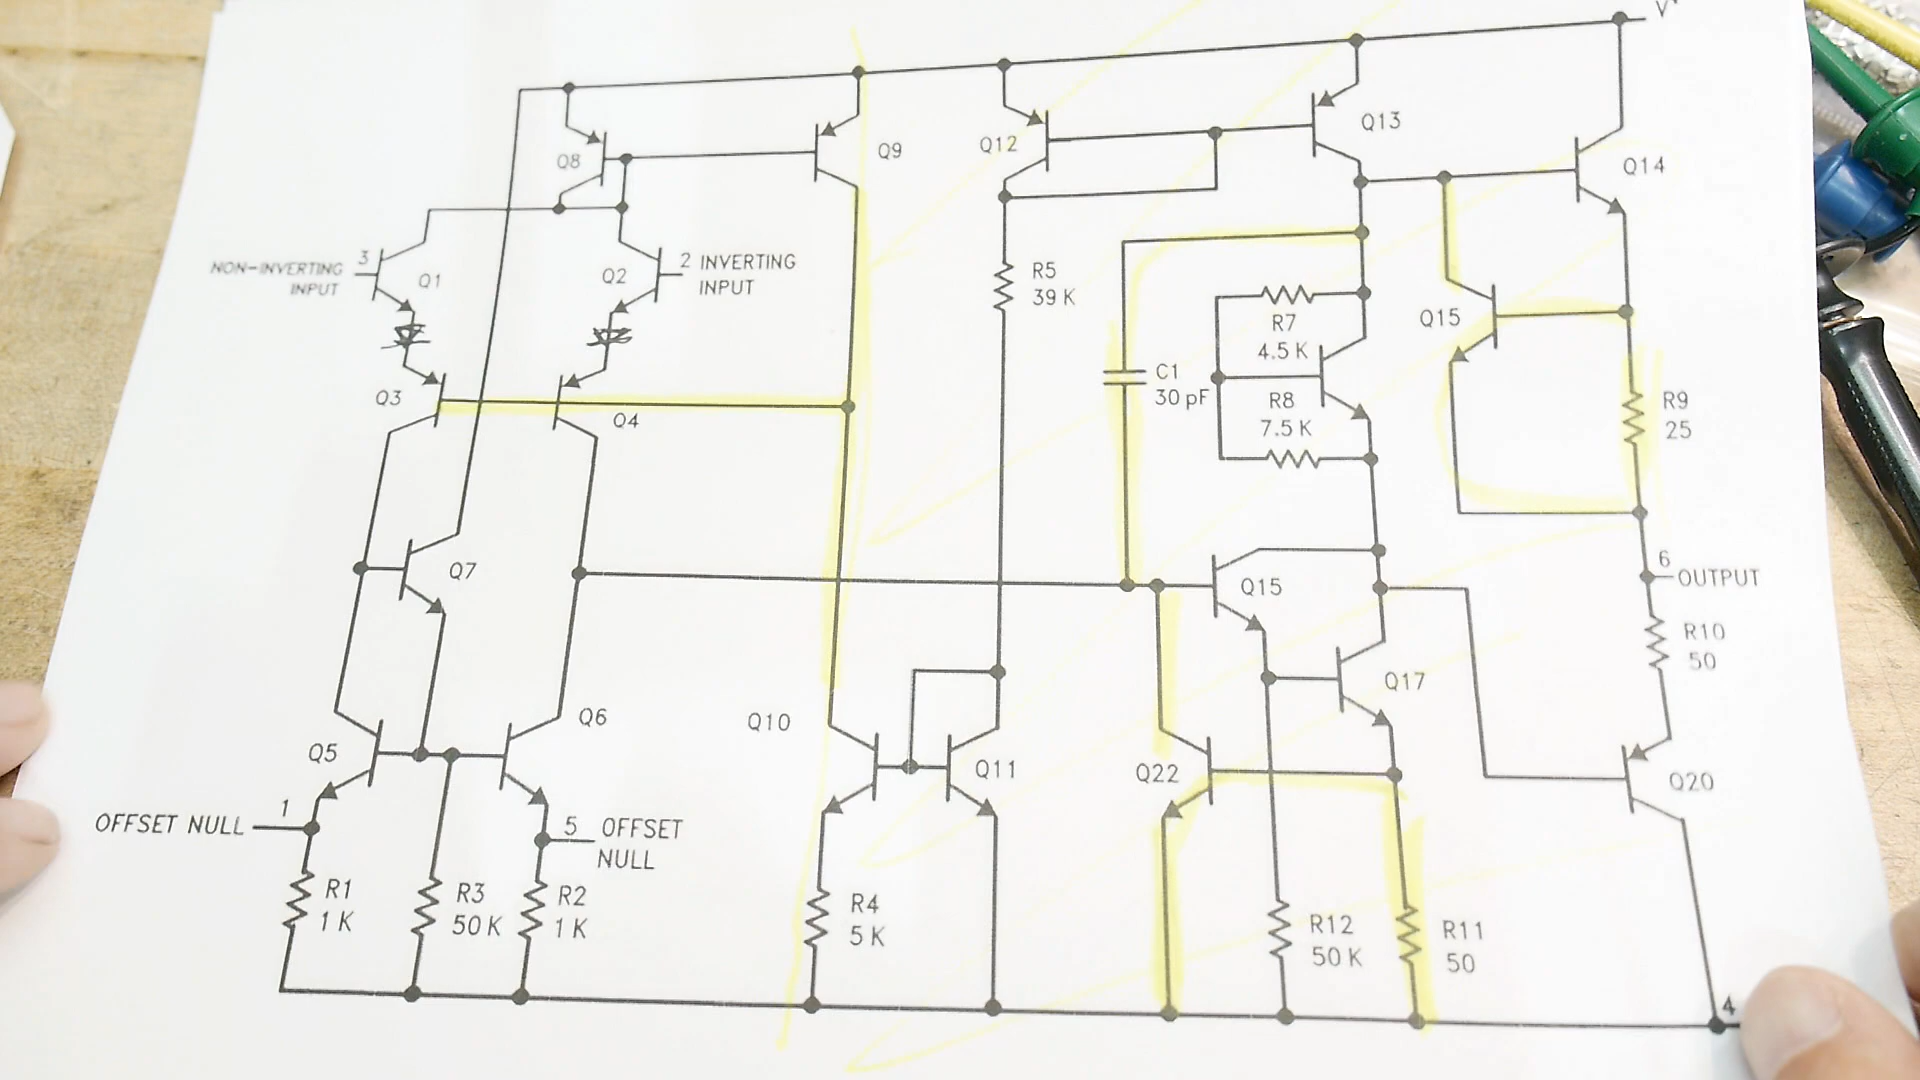 V+
Q8
Q9
Q12
Q13
Q14
NON-INVERTING
INPUT
3
Q1
Q2
2 INVERTING
INPUT
R5
39 K
R7
4.5 K
Q15
Q3
Q4
C1
30 pF
R8
7.5 K
R9
25
Q7
Q15
6
OUTPUT
R10
50
Q5
Q6
Q10
Q11
Q22
Q17
Q20
OFFSET NULL
1
5
OFFSET
NULL
R1
1 K
R3
50 K
R2
1 K
R4
5 K
R12
50 K
R11
50
4